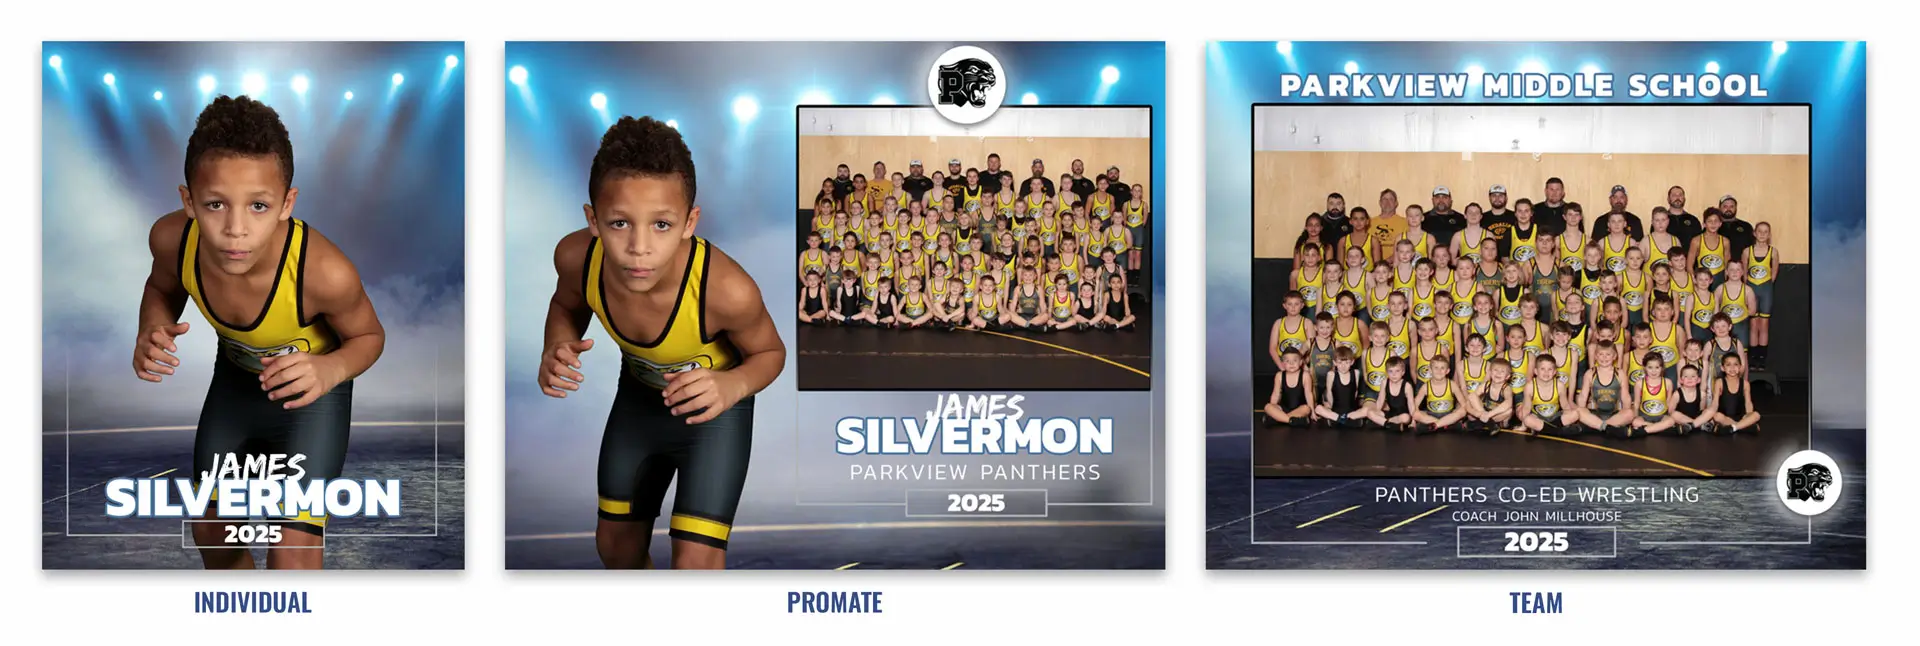 JAMES
SILVERMON
2025
INDIVIDUAL
P
JAMES
SILVERMON
PARKVIEW PANTHERS
2025
PROMATE
PARKVIEW MIDDLE SCHOOL
P
PANTHERS CO-ED WRESTLING
COACH JOHN MILLHOUSE
2025
TEAM